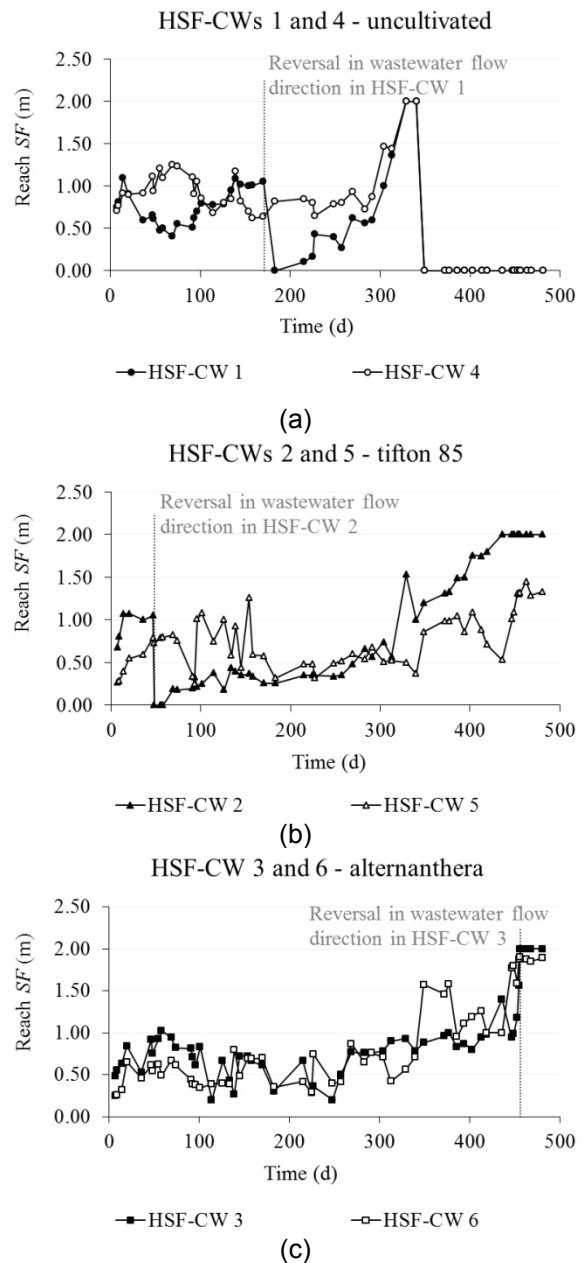 HSF-CWs 1 and 4 - uncultivated
Reversal in wastewater flow
direction in HSF-CW 1
Reach SF (m)
2.50
2.00
1.50
1.00
0.50
0.00
0 100 200 300 400 500
Time (d)
HSF-CW 1 HSF-CW 4
(a)
HSF-CWs 2 and 5 - tifton 85
Reversal in wastewater flow
direction in HSF-CW 2
Reach SF (m)
2.50
2.00
1.50
1.00
0.50
0.00
0 100 200 300 400 500
Time (d)
HSF-CW 2 HSF-CW 5
(b)
HSF-CW 3 and 6 - alternanthera
Reversal in wastewater flow
direction in HSF-CW 3
Reach SF (m)
2.50
2.00
1.50
1.00
0.50
0.00
0 100 200 300 400 500
Time (d)
HSF-CW 3 HSF-CW 6
(c)